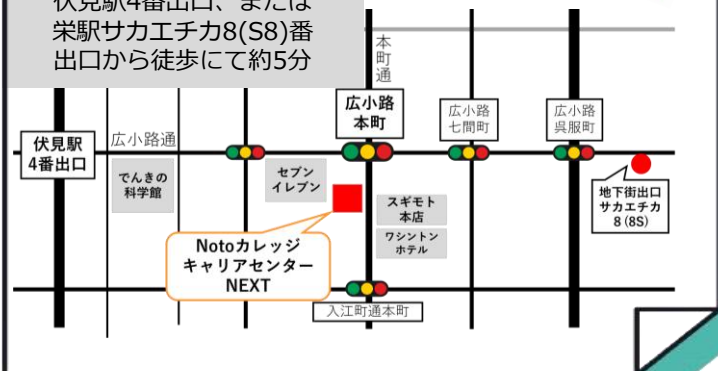 伏見駅4番出口、または
栄駅サカエチカ8(S8)番
出口から徒歩にて約5分
本町通
広小路
本町
広小路
七間町
広小路
呉服町
伏見駅
4番出口
広小路通
でんきの
科学館
セブン
イレブン
スギモト
本店
ワシントン
ホテル
地下街出口
サカエチカ
8(8S)
Notoカレッジ
キャリアセンター
NEXT
入江町通本町